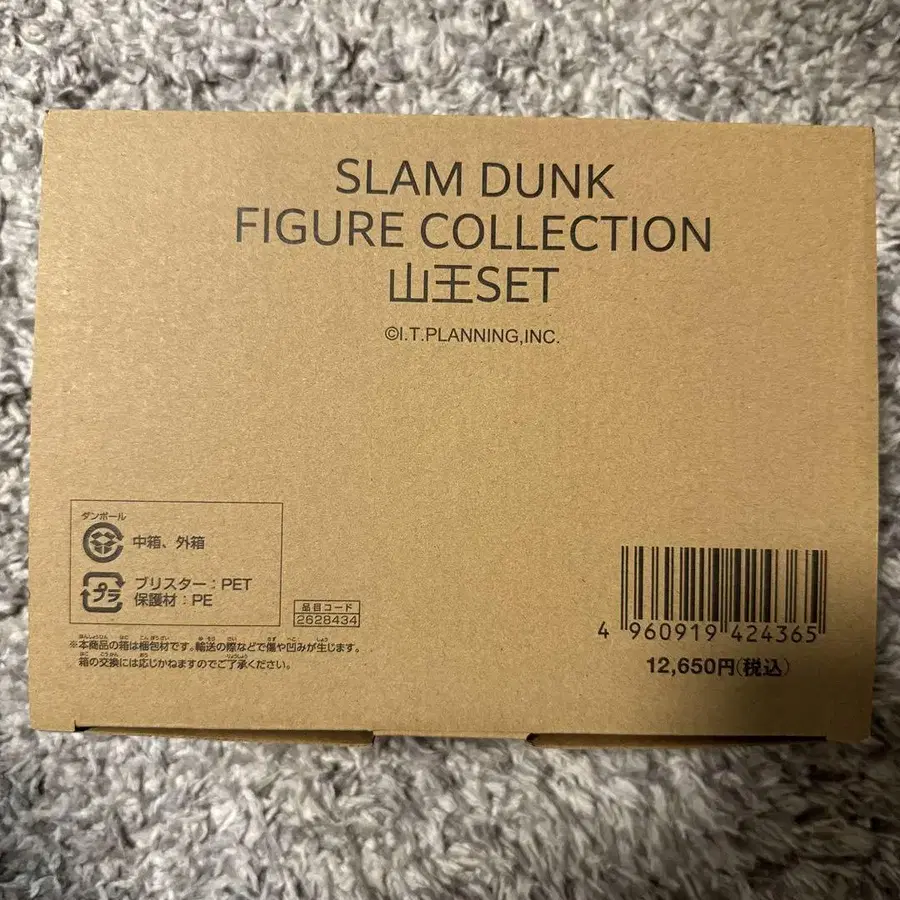 SLAM DUNK
FIGURE COLLECTION
山王SET
©I.T.PLANNING,INC.
ダンボール
中箱、外箱
プラ
ブリスター：PET
保護材：PE
品目コード
2628434
※本商品の箱は梱包材です。輸送の際などで傷や凹みが生じます。
箱の交換には応じかねますのでご了承ください。
4 960919 424365
12,650円(税込)